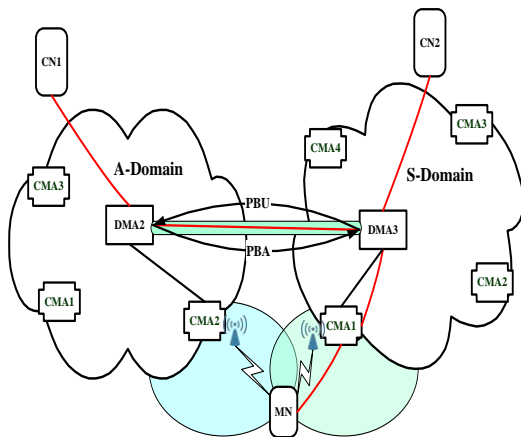 CN1
CN2
CMA3
CMA4
A-Domain
S-Domain
CMA3
PBU
DMA2
DMA3
PBA
CMA1
CMA2
CMA2
CMA1
MN